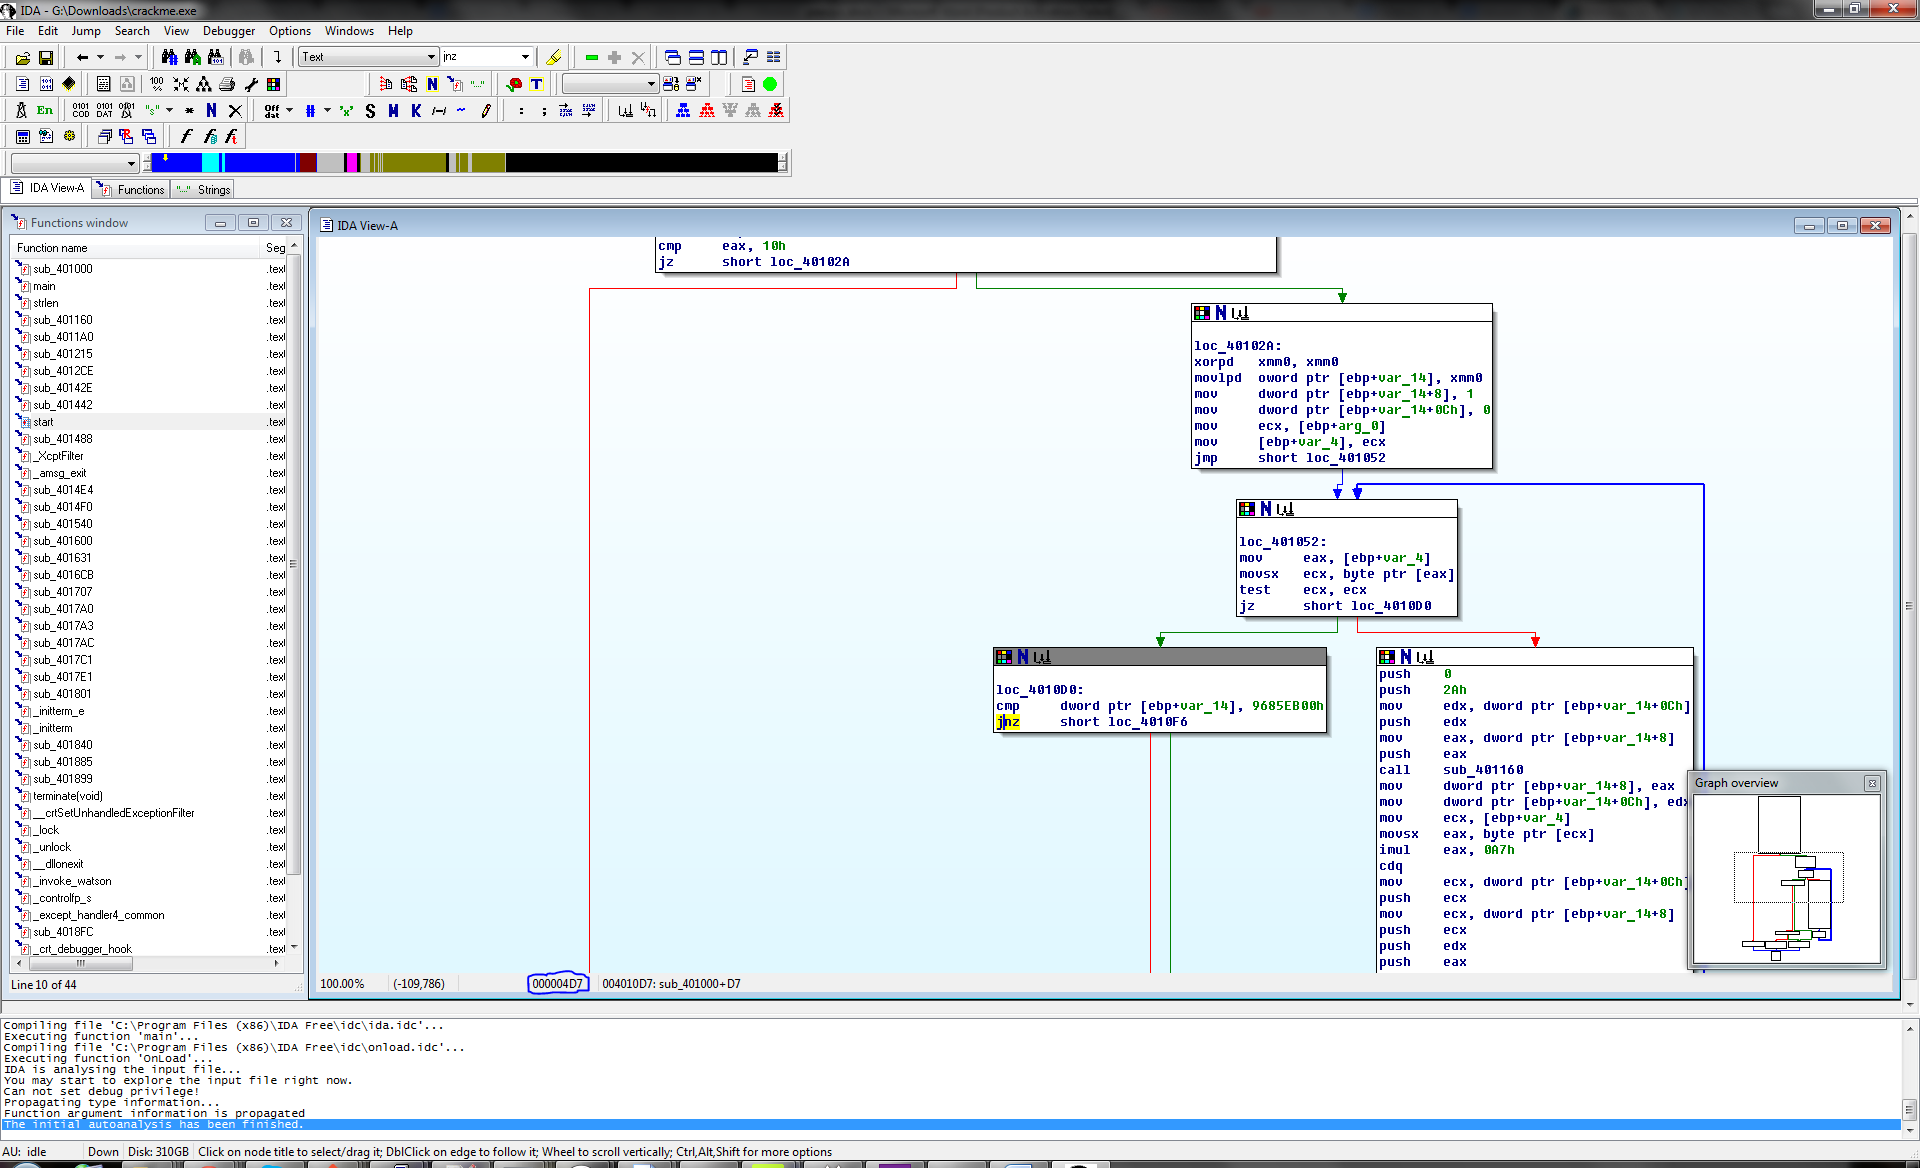 IDA - G:\Downloads\crackme.exe
File Edit Jump Search View Debugger Options Windows Help
Text jnz
IDA View-A Functions Strings
Functions window
Function name Seg
sub_401000 .text
main .text
strlen .text
sub_401160 .text
sub_4011A0 .text
sub_401215 .text
sub_4012CE .text
sub_40142E .text
sub_401442 .text
start .text
sub_401488 .text
_XcptFilter .text
_amsg_exit .text
sub_4014E4 .text
sub_4014F0 .text
sub_401540 .text
sub_401600 .text
sub_401631 .text
sub_4016CB .text
sub_401707 .text
sub_4017A0 .text
sub_4017A3 .text
sub_4017AC .text
sub_4017C1 .text
sub_4017E1 .text
sub_401801 .text
_initterm_e .text
_initterm .text
sub_401840 .text
sub_401885 .text
sub_401899 .text
terminate(void) .text
__crtSetUnhandledExceptionFilter .text
_lock .text
_unlock .text
__dllonexit .text
_invoke_watson .text
_controlfp_s .text
_except_handler4_common .text
sub_4018FC .text
_crt_debugger_hook .text
Line 10 of 44
IDA View-A
cmp eax, 10h
jz short loc_40102A
loc_40102A:
xorpd xmm0, xmm0
movlpd oword ptr [ebp+var_14], xmm0
mov dword ptr [ebp+var_14+8], 1
mov dword ptr [ebp+var_14+0Ch], 0
mov ecx, [ebp+arg_0]
mov [ebp+var_4], ecx
jmp short loc_401052
loc_401052:
mov eax, [ebp+var_4]
movsx ecx, byte ptr [eax]
test ecx, ecx
jz short loc_4010D0
loc_4010D0:
cmp dword ptr [ebp+var_14], 9685EB00h
jnz short loc_4010F6
push 0
push 2Ah
mov edx, dword ptr [ebp+var_14+0Ch]
push edx
mov eax, dword ptr [ebp+var_14+8]
push eax
call sub_401160
mov dword ptr [ebp+var_14+8], eax
mov dword ptr [ebp+var_14+0Ch], edx
mov ecx, [ebp+var_4]
movsx eax, byte ptr [ecx]
imul eax, 0A7h
cdq
mov ecx, dword ptr [ebp+var_14+0Ch]
push ecx
mov ecx, dword ptr [ebp+var_14+8]
push ecx
push edx
push eax
Graph overview
100.00% (-109,786) 000004D7 004010D7: sub_401000+D7
Compiling file 'C:\Program Files (x86)\IDA Free\idc\ida.idc'...
Executing function 'main'...
Compiling file 'C:\Program Files (x86)\IDA Free\idc\onload.idc'...
Executing function 'OnLoad'...
IDA is analysing the input file...
You may start to explore the input file right now.
Can not set debug privilege!
Propagating type information...
Function argument information is propagated
The initial autoanalysis has been finished.
AU: idle Down Disk: 310GB Click on node title to select/drag it; DblClick on edge to follow it; Wheel to scroll vertically; Ctrl,Alt,Shift for more options